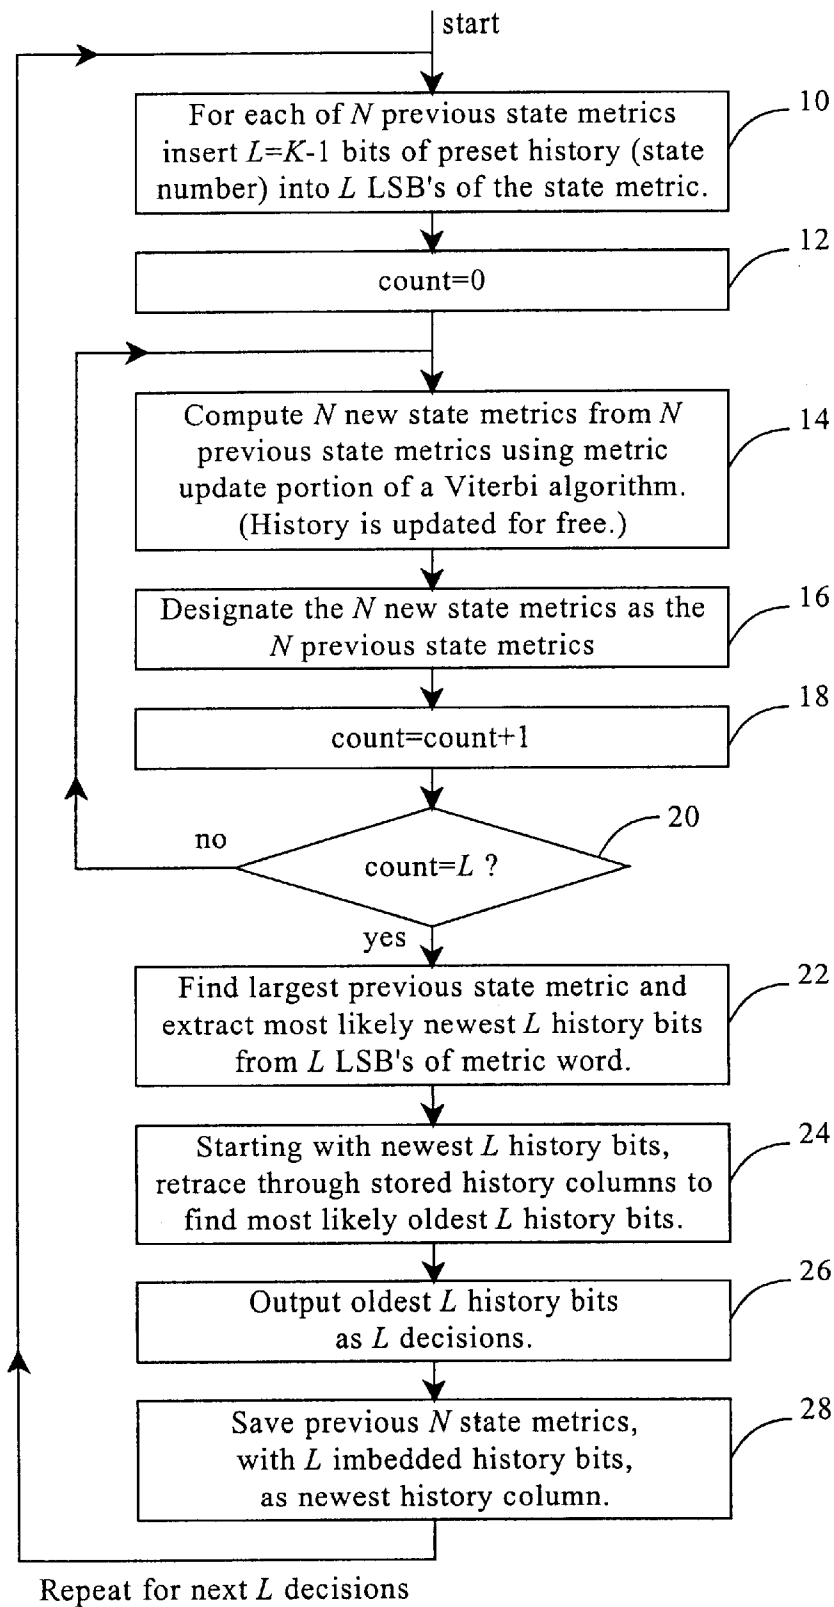 start
For each of N previous state metrics
insert L=K-1 bits of preset history (state
number) into L LSB's of the state metric.
10
count=0
12
Compute N new state metrics from N
previous state metrics using metric
update portion of a Viterbi algorithm.
(History is updated for free.)
14
Designate the N new state metrics as the
N previous state metrics
16
count=count+1
18
count=L ?
20
no
yes
Find largest previous state metric and
extract most likely newest L history bits
from L LSB's of metric word.
22
Starting with newest L history bits,
retrace through stored history columns to
find most likely oldest L history bits.
24
Output oldest L history bits
as L decisions.
26
Save previous N state metrics,
with L imbedded history bits,
as newest history column.
28
Repeat for next L decisions